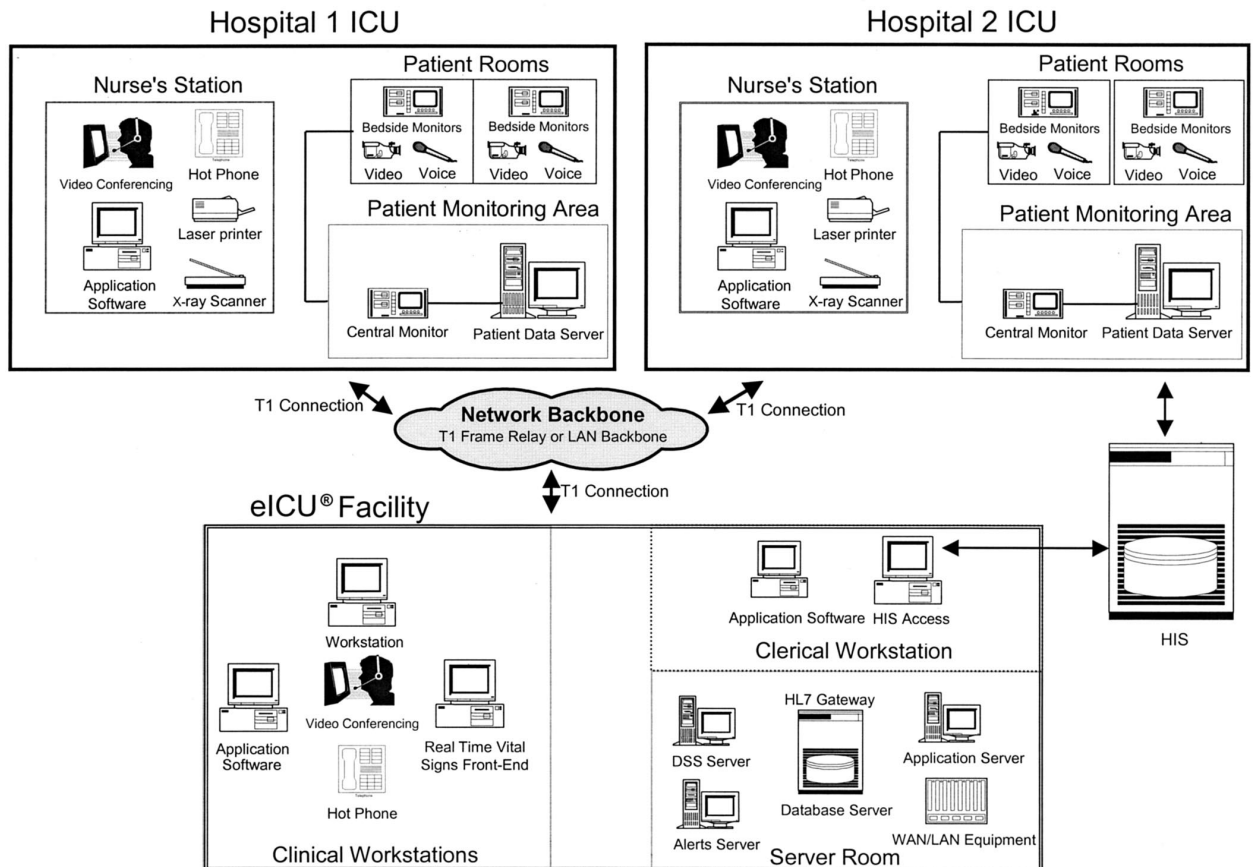 Hospital 1 ICU
Nurse's Station
Video Conferencing
Telephone
Hot Phone
Application
Software
Laser printer
X-ray Scanner
Patient Rooms
Bedside Monitors
Video Voice
Bedside Monitors
Video Voice
Patient Monitoring Area
Central Monitor
Patient Data Server
Hospital 2 ICU
Nurse's Station
Video Conferencing
Telephone
Hot Phone
Application
Software
Laser printer
X-ray Scanner
Patient Rooms
Bedside Monitors
Video Voice
Bedside Monitors
Video Voice
Patient Monitoring Area
Central Monitor
Patient Data Server
T1 Connection
Network Backbone
T1 Frame Relay or LAN Backbone
T1 Connection
T1 Connection
HIS
eICU® Facility
Workstation
Application
Software
Video Conferencing
Real Time Vital
Signs Front-End
Telephone
Hot Phone
Clinical Workstations
Application Software
HIS Access
Clerical Workstation
DSS Server
HL7 Gateway
Application Server
Alerts Server
Database Server
WAN/LAN Equipment
Server Room